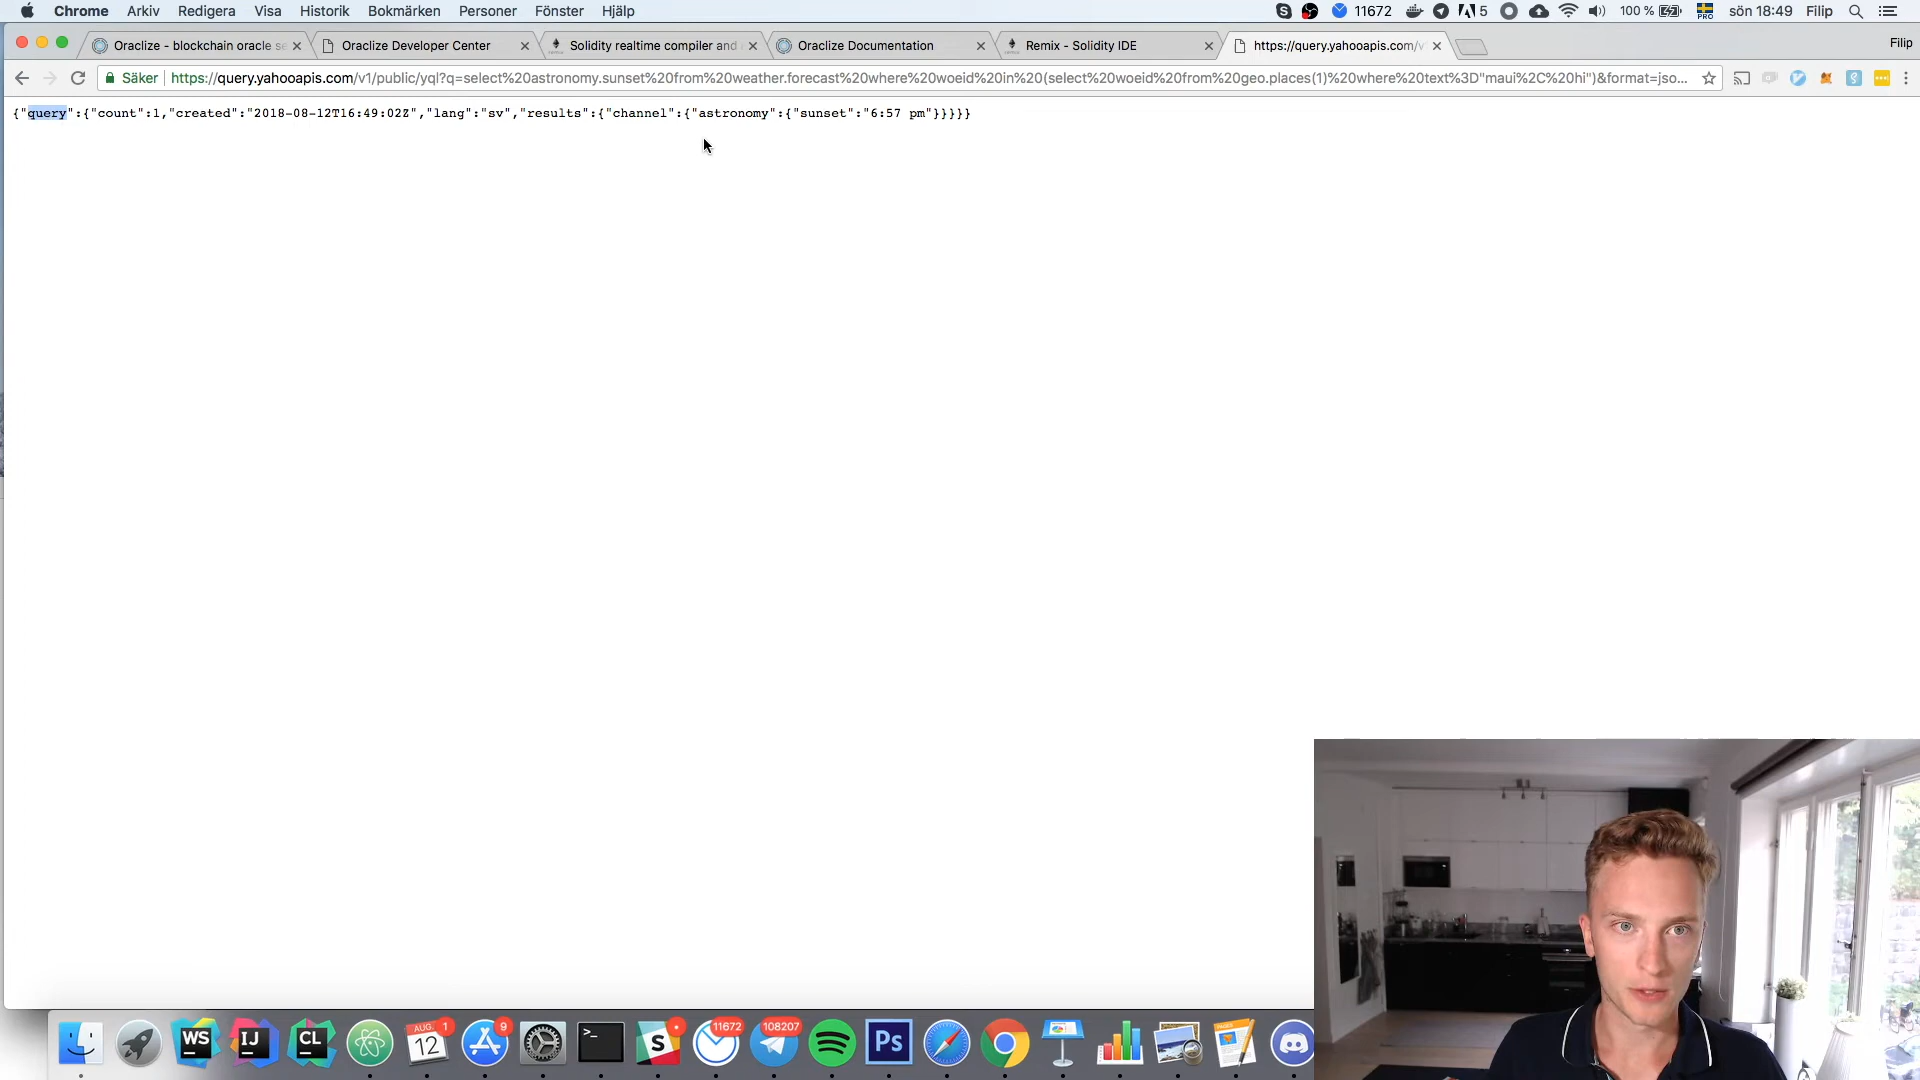 Chrome Arkiv Redigera Visa Historik Bokmärken Personer Fönster Hjälp 11672 5 100 % PRO sön 18:49 Filip
Oraclize - blockchain oracle se Oraclize Developer Center Solidity realtime compiler and Oraclize Documentation Remix - Solidity IDE https://query.yahooapis.com/v Filip
Säker https://query.yahooapis.com/v1/public/yql?q=select%20astronomy.sunset%20from%20weather.forecast%20where%20woeid%20in%20(select%20woeid%20from%20geo.places(1)%20where%20text%3D"maui%2C%20hi")&format=jso...
{"query":{"count":1,"created":"2018-08-12T16:49:02Z","lang":"sv","results":{"channel":{"astronomy":{"sunset":"6:57 pm"}}}}}
WS IJ CL AUG. 12 1 9 >_ S 11672 108207 Ps PAGES